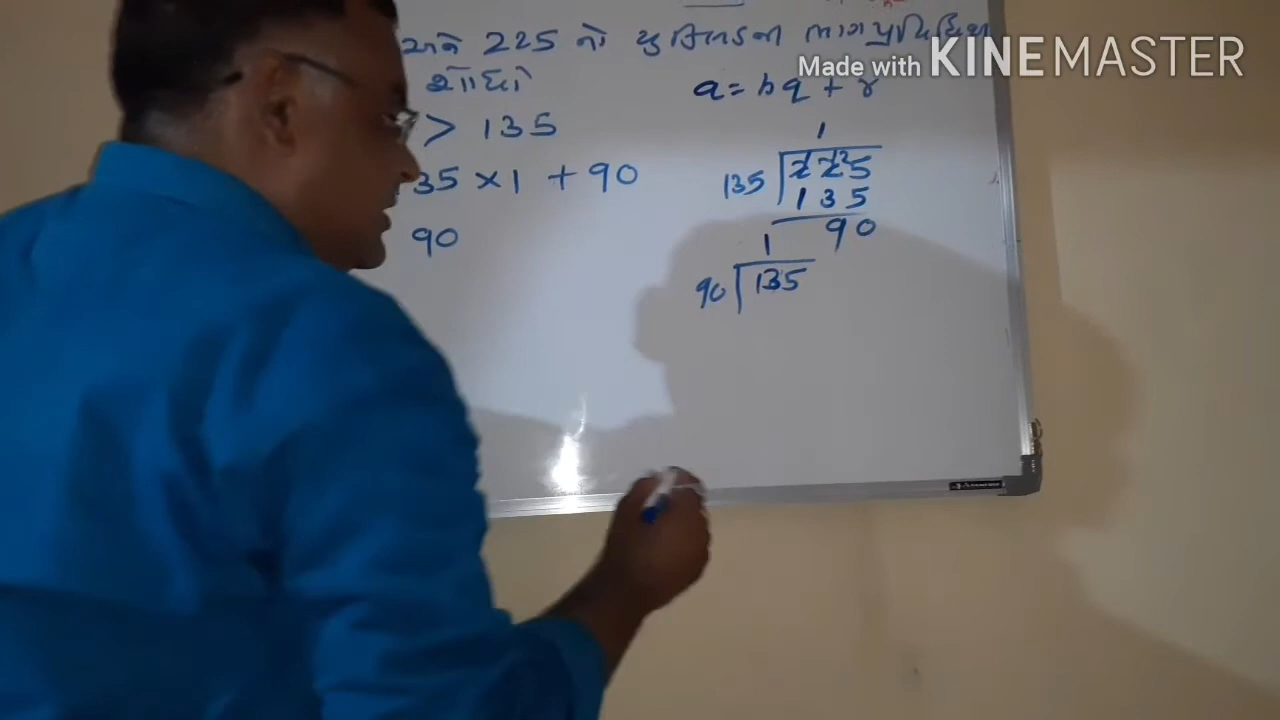 અને 225 નો યુક્લિડની ભાગ પ્રવિધિથી
શોધો
a = bq + r
> 135
35 × 1 + 90
90
1
135 225
135
90
1
90 135
Made with KINEMASTER